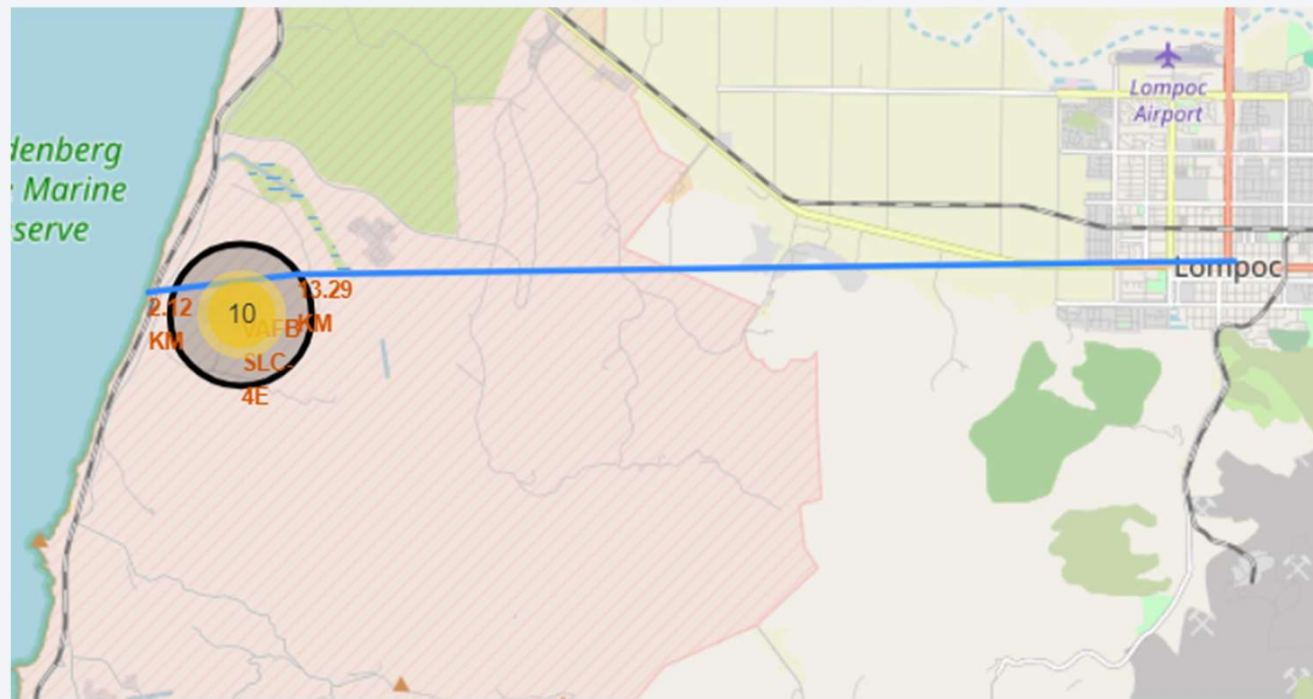 Lompoc
Airport
denberg
Marine
serve
2.12
KM
13.29
KM
10
VAFB
SLC-
4E
Lompoc